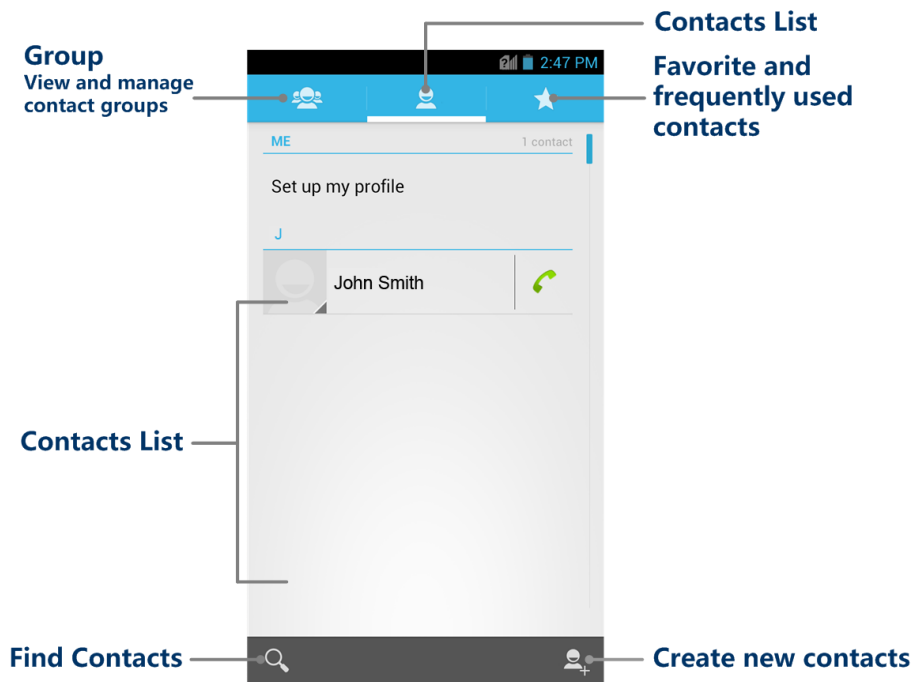 Contacts List
Group
View and manage
contact groups
2:47 PM
Favorite and
frequently used
contacts
ME
1 contact
Set up my profile
J
John Smith
Contacts List
Find Contacts
Create new contacts